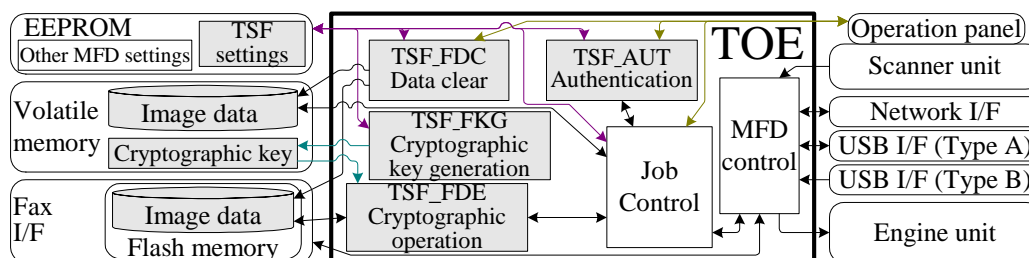 EEPROM
Other MFD settings
TSF
settings
Volatile
memory
Image data
Cryptographic key
Fax
I/F
Image data
Flash memory
TOE
TSF_FDC
Data clear
TSF_AUT
Authentication
TSF_FKG
Cryptographic
key generation
TSF_FDE
Cryptographic
operation
Job
Control
MFD
control
Operation panel
Scanner unit
Network I/F
USB I/F (Type A)
USB I/F (Type B)
Engine unit